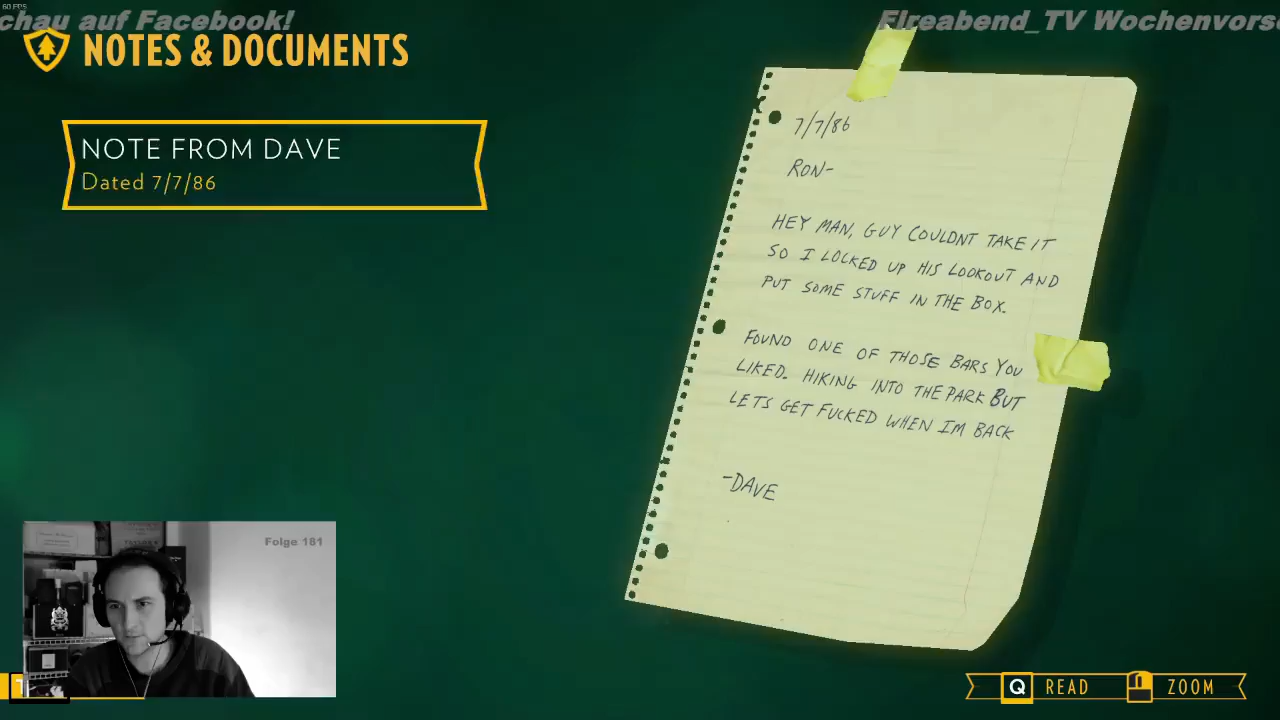 60 FPS
chau auf Facebook!
Fireabend_TV Wochenvors
NOTES & DOCUMENTS
NOTE FROM DAVE
Dated 7/7/86
7/7/86
RON-
HEY MAN, GUY COULDNT TAKE IT
SO I LOCKED UP HIS LOOKOUT AND
PUT SOME STUFF IN THE BOX.
FOUND ONE OF THOSE BARS YOU
LIKED. HIKING INTO THE PARK BUT
LETS GET FUCKED WHEN IM BACK
-DAVE
Folge 181
Q READ
ZOOM